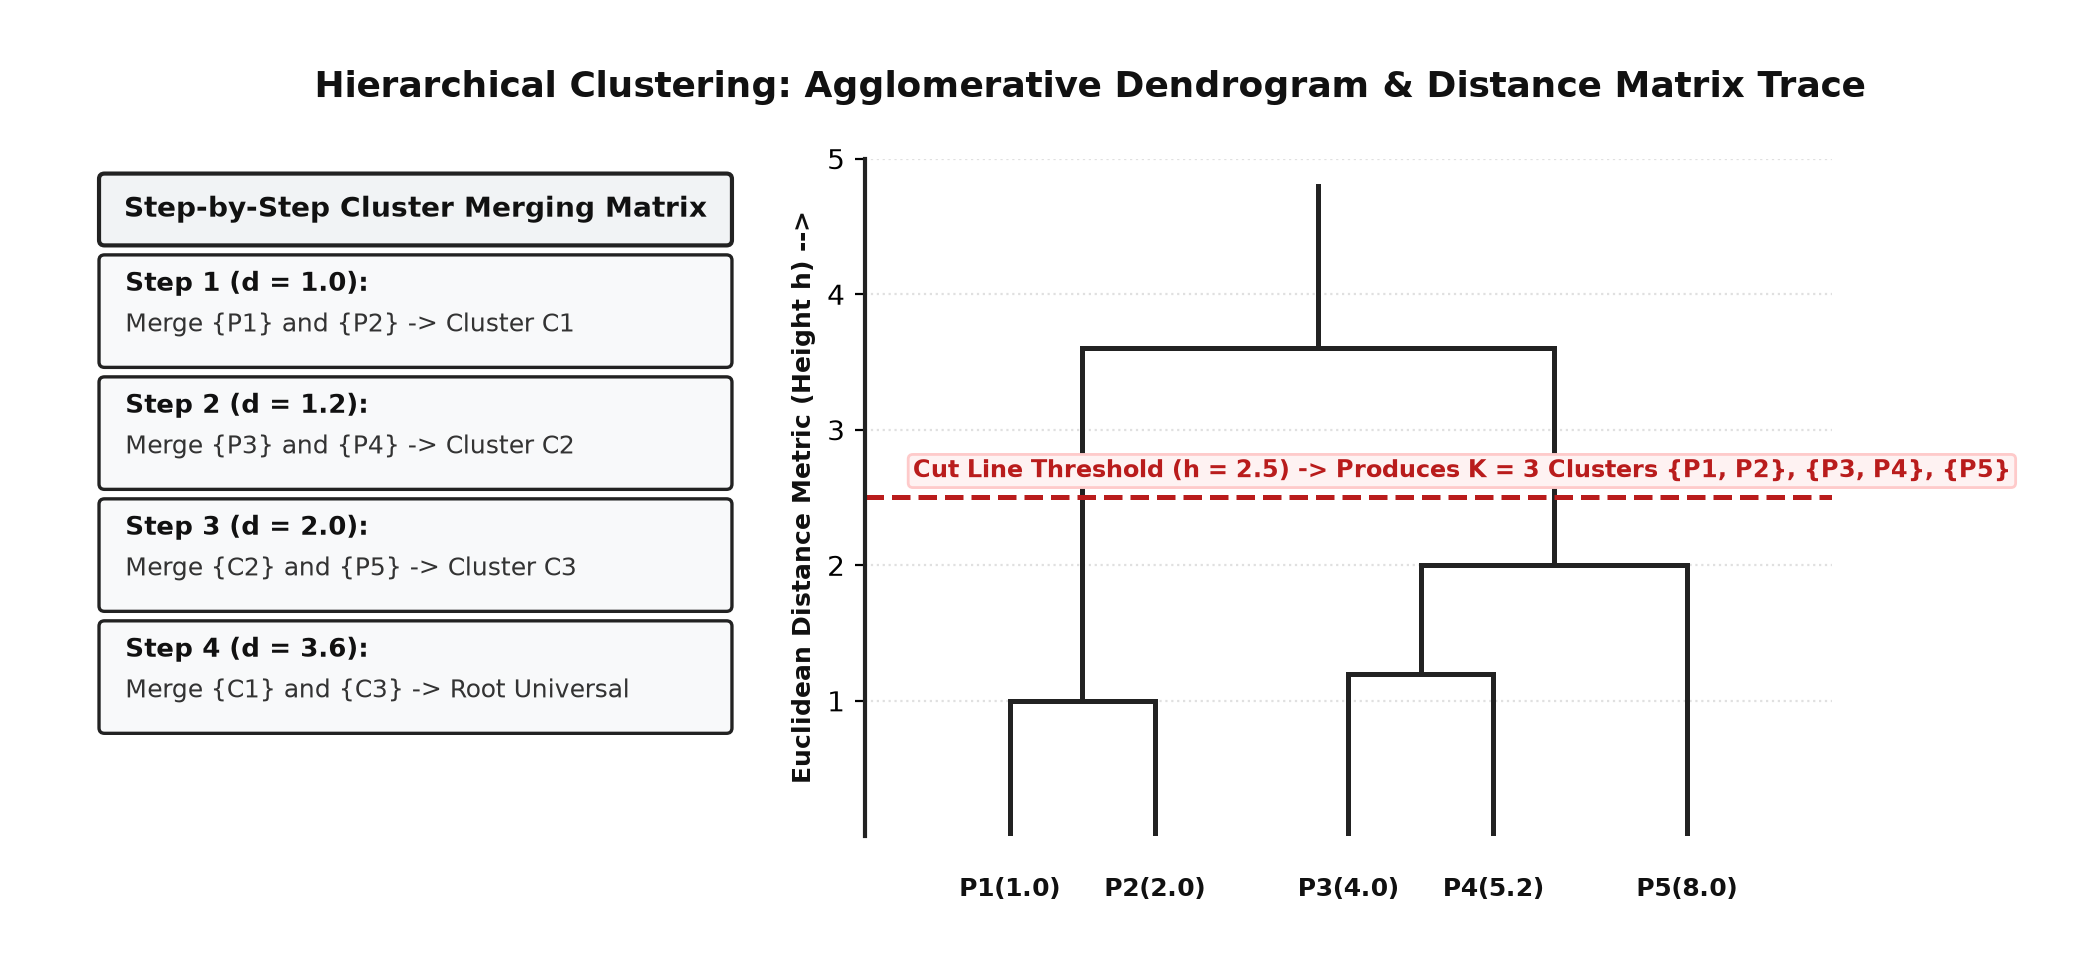 Hierarchical Clustering: Agglomerative Dendrogram & Distance Matrix Trace
Step-by-Step Cluster Merging Matrix
Step 1 (d = 1.0):
Merge {P1} and {P2} -> Cluster C1
Step 2 (d = 1.2):
Merge {P3} and {P4} -> Cluster C2
Step 3 (d = 2.0):
Merge {C2} and {P5} -> Cluster C3
Step 4 (d = 3.6):
Merge {C1} and {C3} -> Root Universal
Euclidean Distance Metric (Height h) -->
5
4
3
2
1
Cut Line Threshold (h = 2.5) -> Produces K = 3 Clusters {P1, P2}, {P3, P4}, {P5}
P1(1.0) P2(2.0) P3(4.0) P4(5.2) P5(8.0)